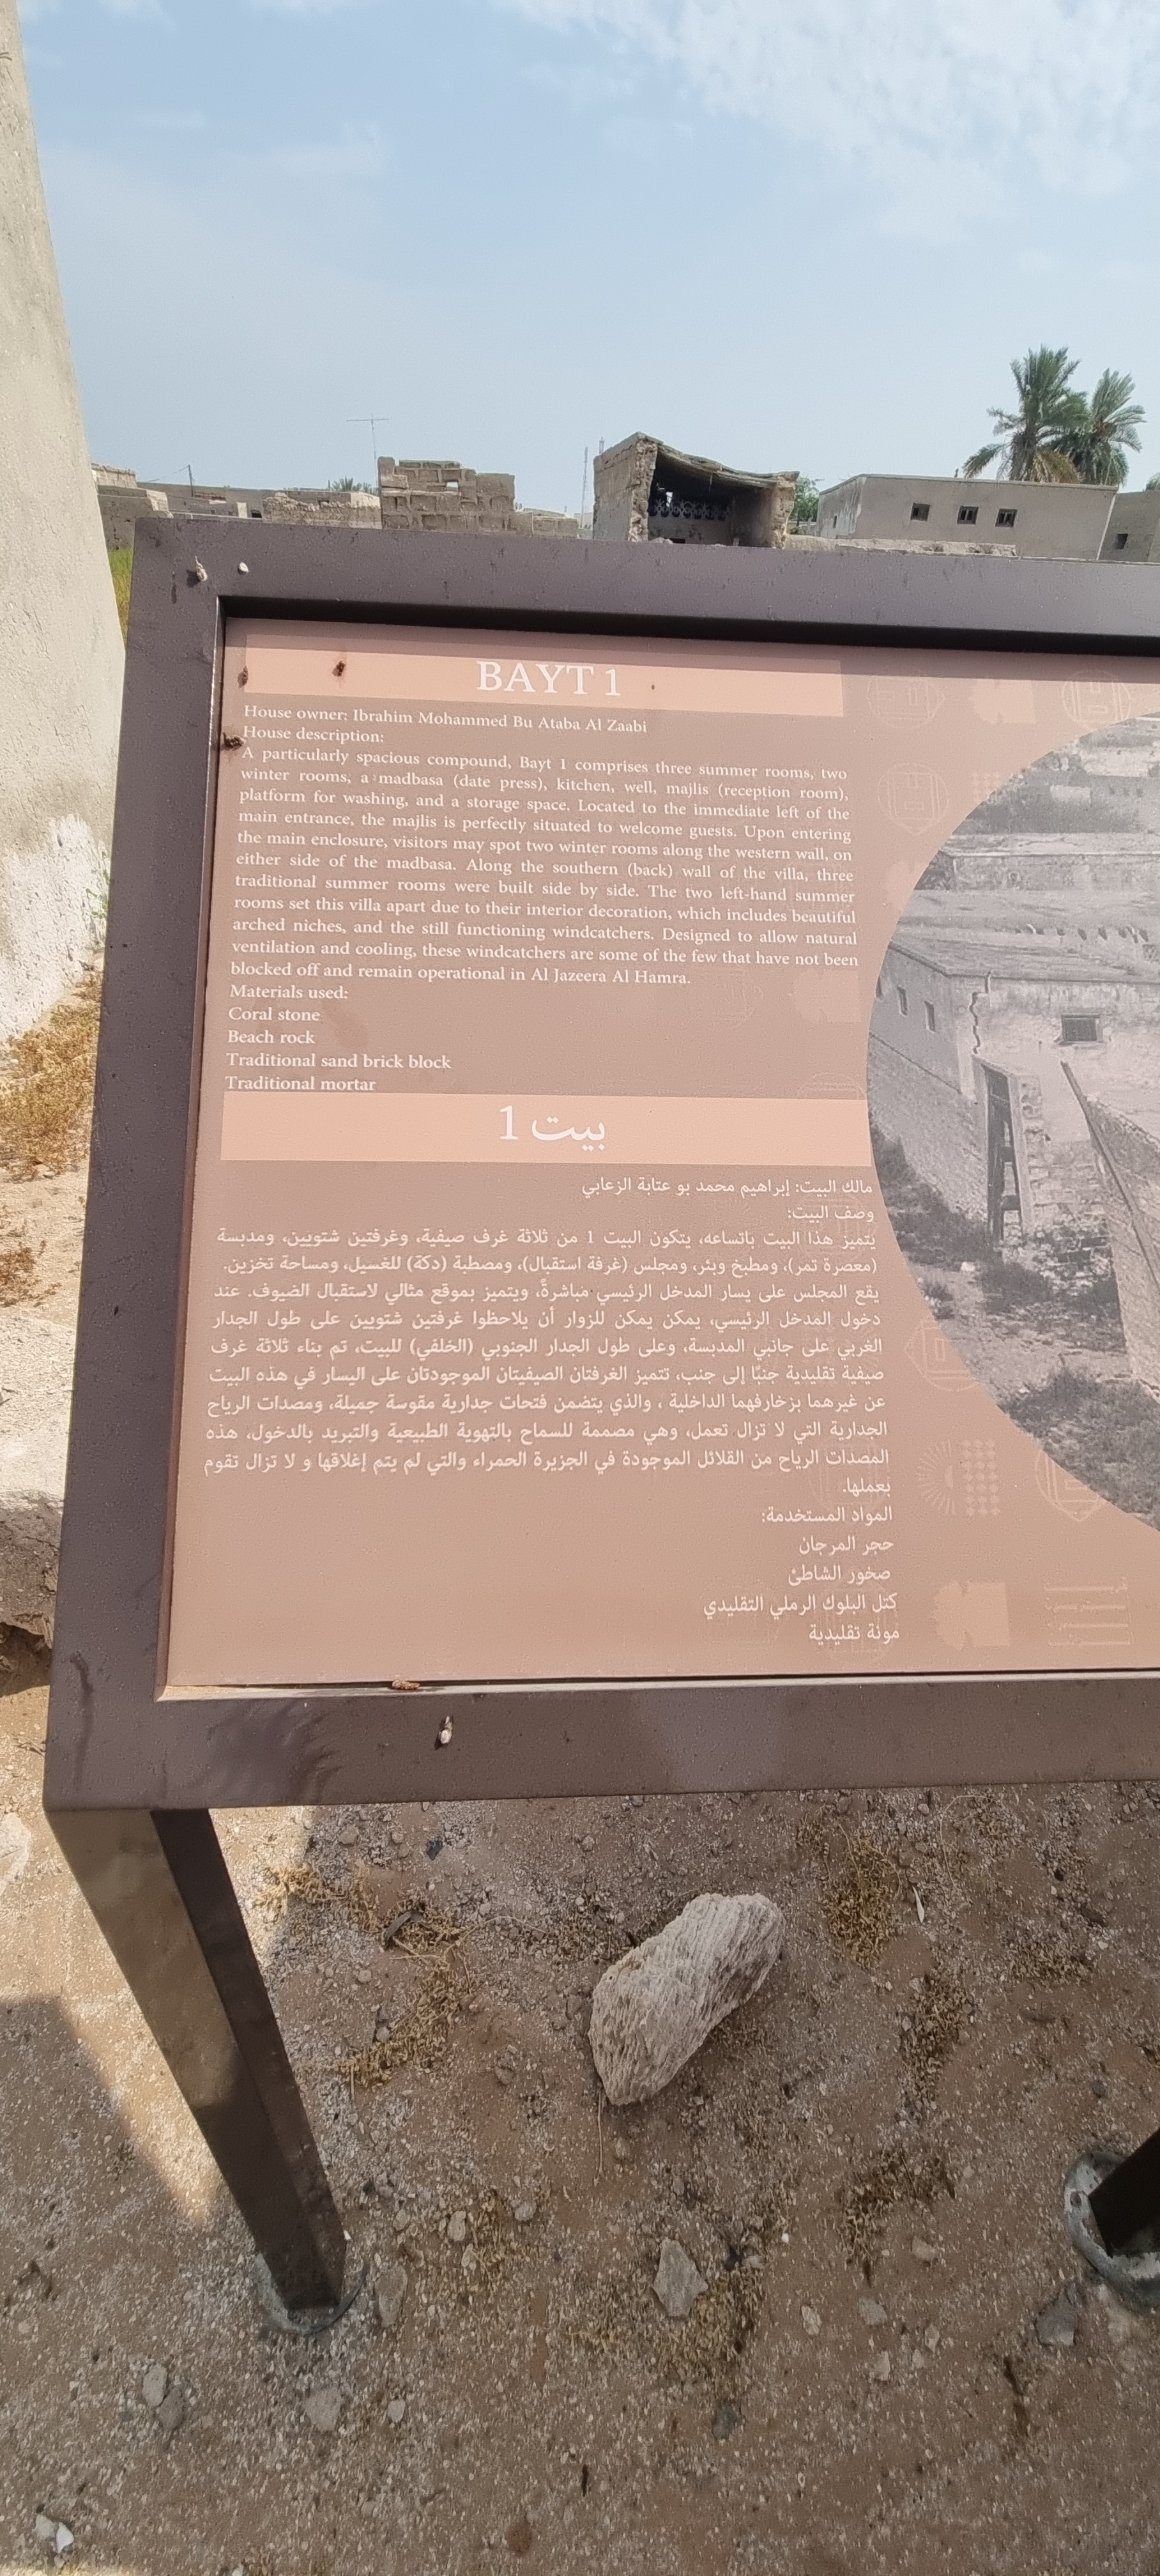 BAYT 1
House owner: Ibrahim Mohammed Bu Ataba Al Zaabi
House description:
A particularly spacious compound, Bayt 1 comprises three summer rooms, two
winter rooms, a madbasa (date press), kitchen, well, majlis (reception room),
platform for washing, and a storage space. Located to the immediate left of the
main entrance, the majlis is perfectly situated to welcome guests. Upon entering
the main enclosure, visitors may spot two winter rooms along the western wall, on
either side of the madbasa. Along the southern (back) wall of the villa, three
traditional summer rooms were built side by side. The two left-hand summer
rooms set this villa apart due to their interior decoration, which includes beautiful
arched niches, and the still functioning windcatchers. Designed to allow natural
ventilation and cooling, these windcatchers are some of the few that have not been
blocked off and remain operational in Al Jazeera Al Hamra.
Materials used:
Coral stone
Beach rock
Traditional sand brick block
Traditional mortar
بيت 1
مالك البيت: إبراهيم محمد بو عتابة الزعابي
وصف البيت:
يتميز هذا البيت باتساعه، يتكون البيت 1 من ثلاثة غرف صيفية، وغرفتين شتويين، ومدبسة
(معصرة تمر)، ومطبخ وبئر، ومجلس (غرفة استقبال)، ومصطبة (دكة) للغسيل، ومساحة تخزين.
يقع المجلس على يسار المدخل الرئيسي مباشرةً، ويتميز بموقع مثالي لاستقبال الضيوف. عند
دخول المدخل الرئيسي، يمكن يمكن للزوار أن يلاحظوا غرفتين شتويين على طول الجدار
الغربي على جانبي المدبسة، وعلى طول الجدار الجنوبي (الخلفي) للبيت، تم بناء ثلاثة غرف
صيفية تقليدية جنبًا إلى جنب، تتميز الغرفتان الصيفيتان الموجودتان على اليسار في هذه البيت
عن غيرهما بزخارفهما الداخلية ، والذي يتضمن فتحات جدارية مقوسة جميلة، ومصدات الرياح
الجدارية التي لا تزال تعمل، وهي مصممة للسماح بالتهوية الطبيعية والتبريد بالدخول، هذه
المصدات الرياح من القلائل الموجودة في الجزيرة الحمراء والتي لم يتم إغلاقها و لا تزال تقوم
بعملها.
المواد المستخدمة:
حجر المرجان
صخور الشاطئ
كتل البلوك الرملي التقليدي
مونة تقليدية